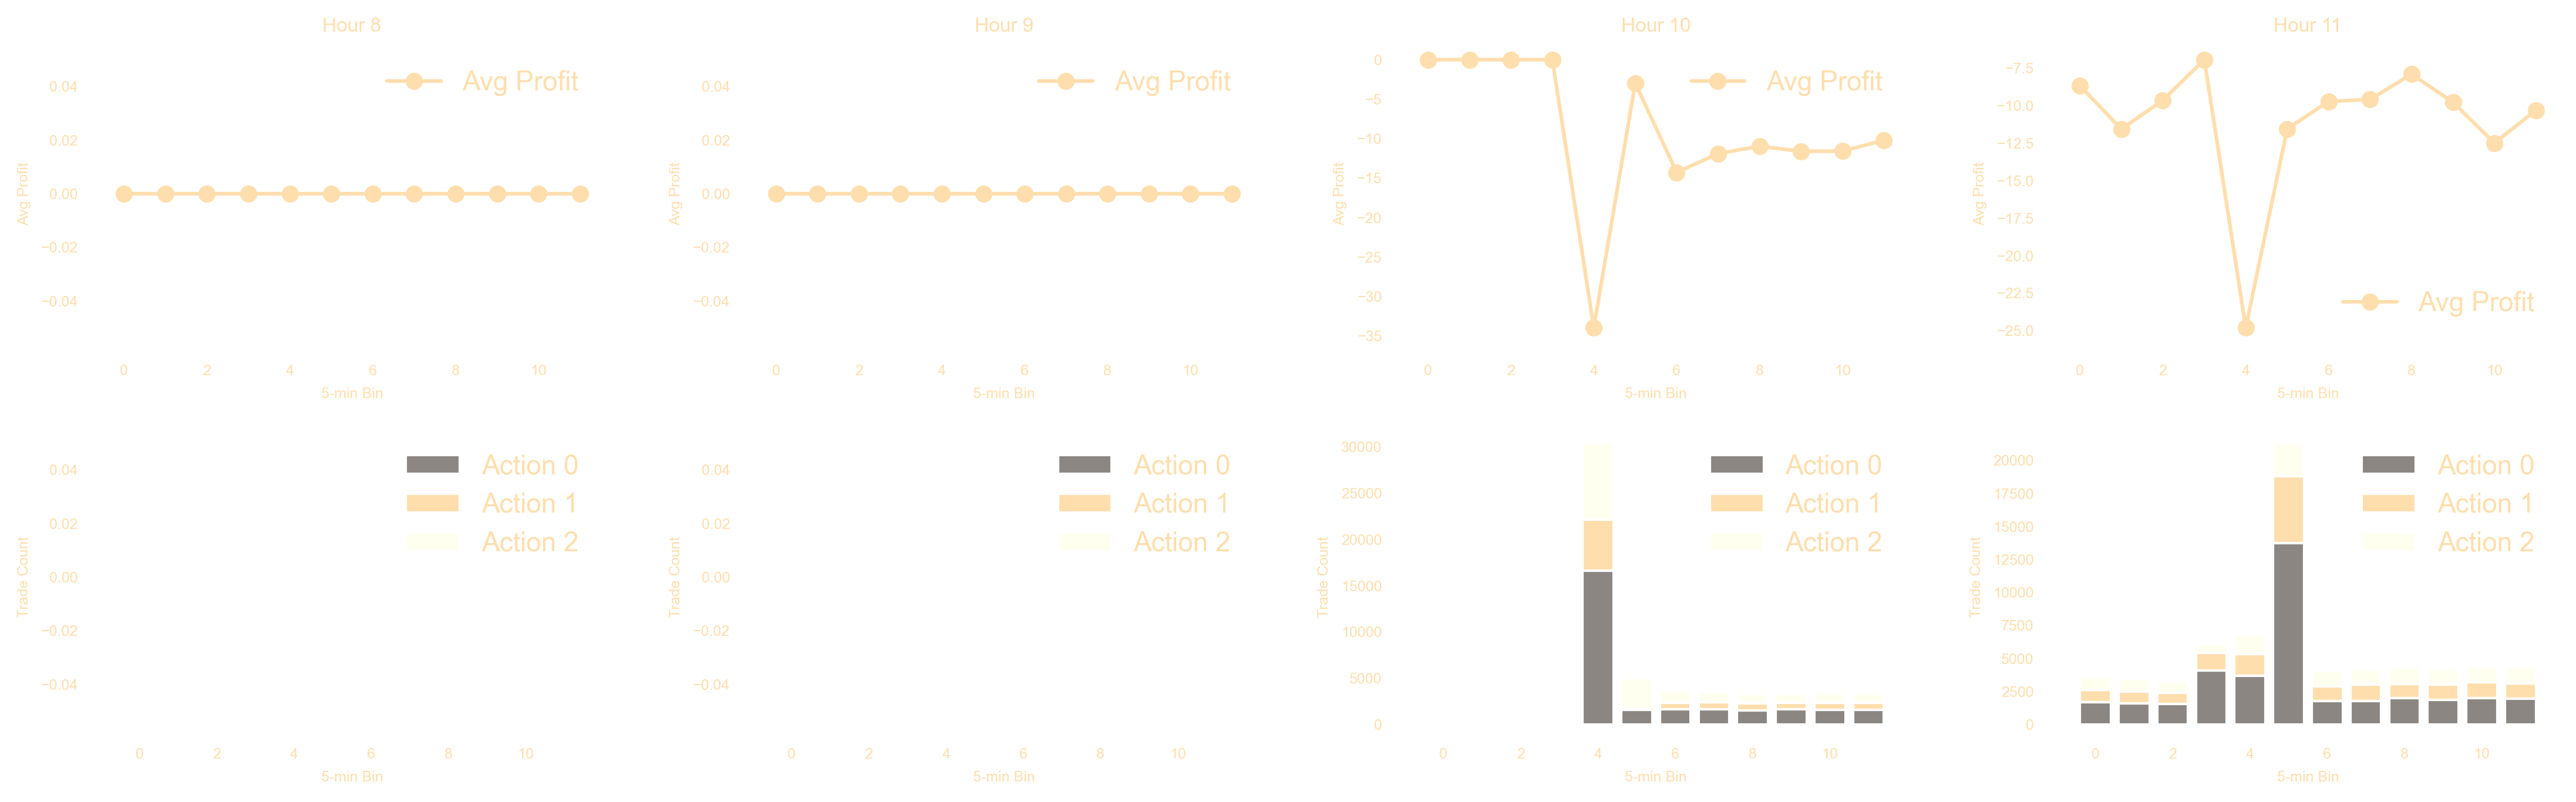 Hour 8
Avg Profit
0.04
0.02
0.00
−0.02
−0.04
Avg Profit
0 2 4 6 8 10
5-min Bin
Hour 9
Avg Profit
0.04
0.02
0.00
−0.02
−0.04
Avg Profit
0 2 4 6 8 10
5-min Bin
Hour 10
Avg Profit
0
−5
−10
−15
−20
−25
−30
−35
Avg Profit
0 2 4 6 8 10
5-min Bin
Hour 11
−7.5
−10.0
−12.5
−15.0
−17.5
−20.0
−22.5
−25.0
Avg Profit
Avg Profit
0 2 4 6 8 10
5-min Bin
Action 0
Action 1
Action 2
0.04
0.02
0.00
−0.02
−0.04
Trade Count
0 2 4 6 8 10
5-min Bin
Action 0
Action 1
Action 2
0.04
0.02
0.00
−0.02
−0.04
Trade Count
0 2 4 6 8 10
5-min Bin
Action 0
Action 1
Action 2
30000
25000
20000
15000
10000
5000
0
Trade Count
0 2 4 6 8 10
5-min Bin
Action 0
Action 1
Action 2
20000
17500
15000
12500
10000
7500
5000
2500
0
Trade Count
0 2 4 6 8 10
5-min Bin